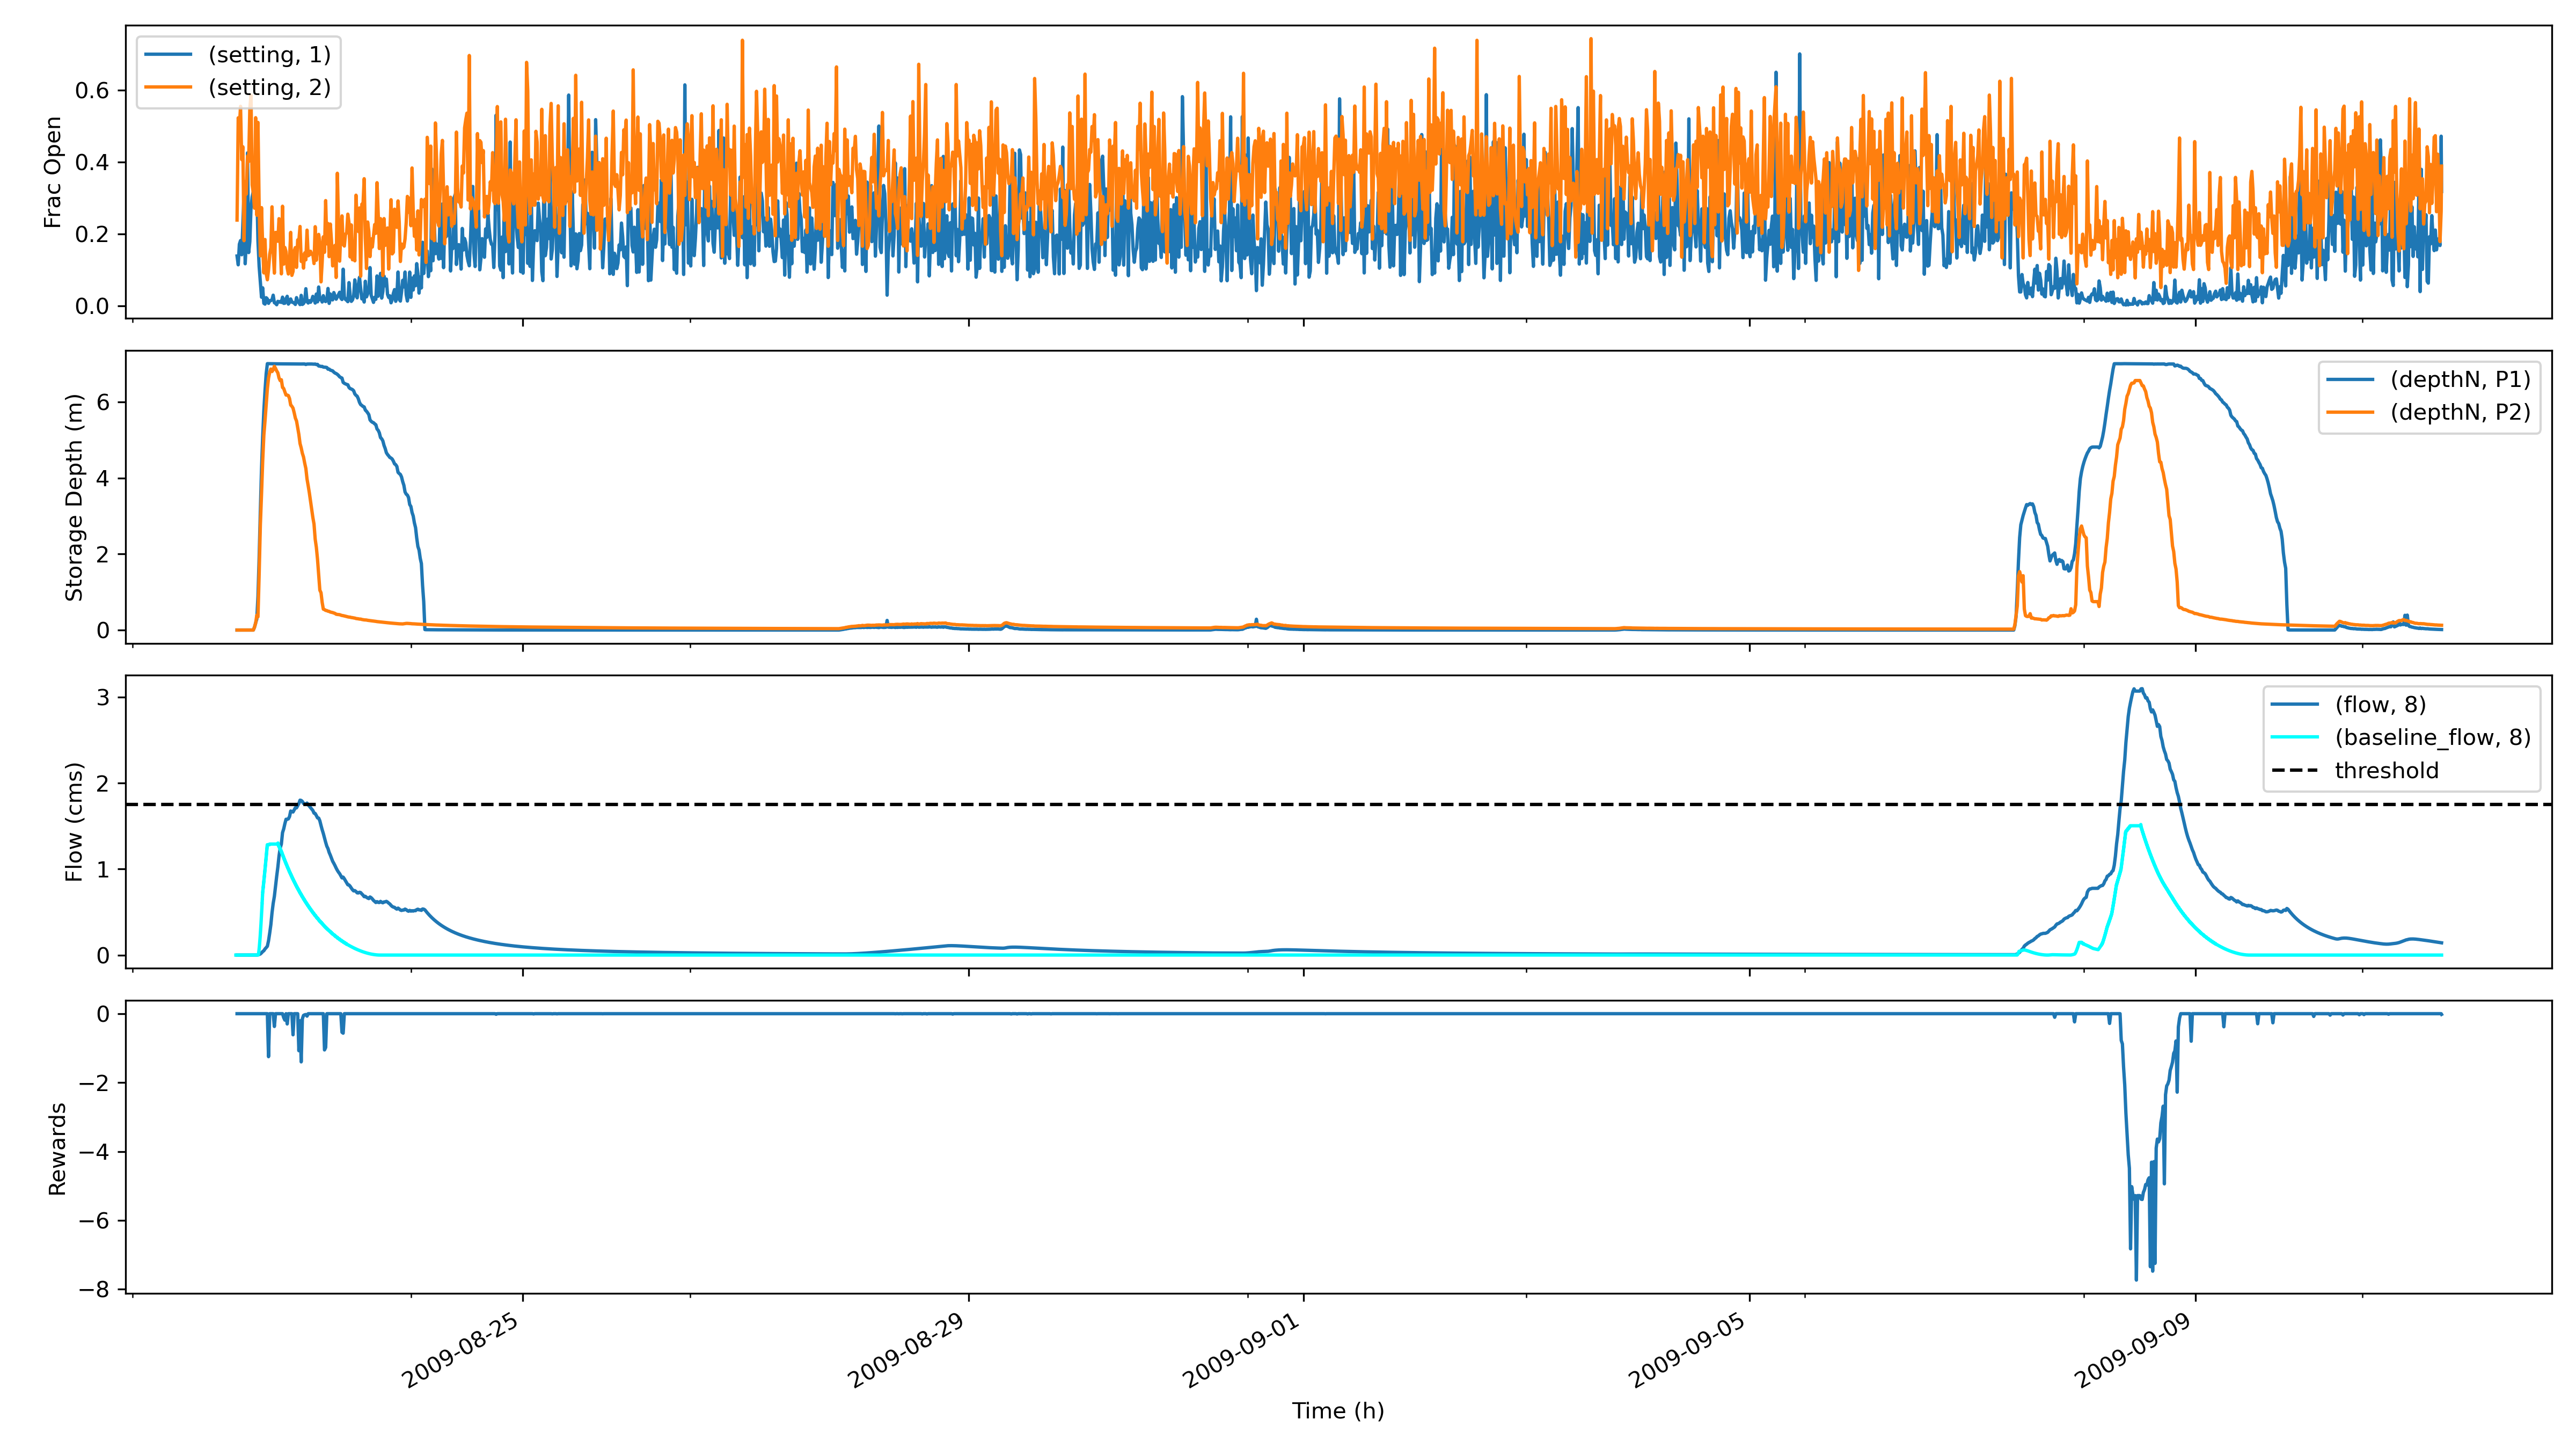 (setting, 1)
(setting, 2)
Frac Open
0.6
0.4
0.2
0.0
(depthN, P1)
(depthN, P2)
Storage Depth (m)
6
4
2
0
(flow, 8)
(baseline_flow, 8)
threshold
Flow (cms)
3
2
1
0
Rewards
0
−2
−4
−6
−8
2009-08-25
2009-08-29
2009-09-01
2009-09-05
2009-09-09
Time (h)